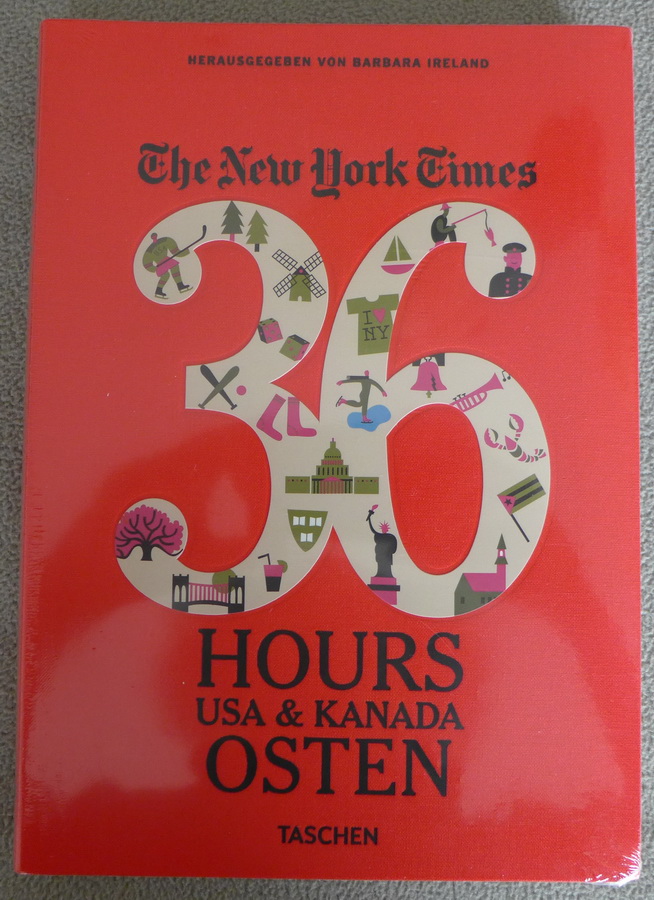 HERAUSGEGEBEN VON BARBARA IRELAND
The New York Times
36
I ♥
NY
HOURS
USA & KANADA
OSTEN
TASCHEN